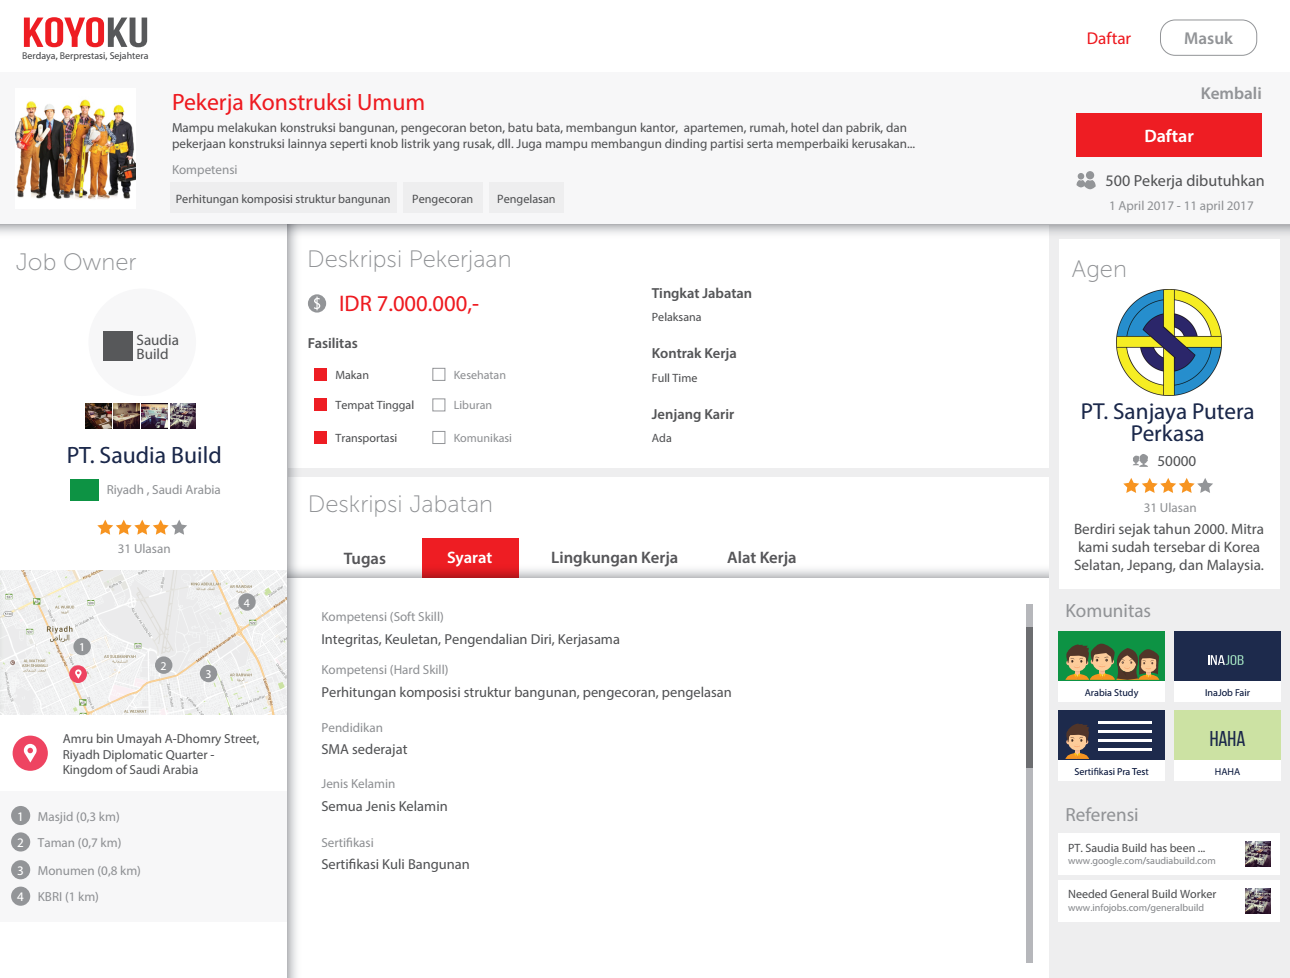 KOYOKU
Berdaya, Berprestasi, Sejahtera
Daftar
Masuk
Pekerja Konstruksi Umum
Mampu melakukan konstruksi bangunan, pengecoran beton, batu bata, membangun kantor, apartemen, rumah, hotel dan pabrik, dan
pekerjaan konstruksi lainnya seperti knob listrik yang rusak, dll. Juga mampu membangun dinding partisi serta memperbaiki kerusakan...
Kompetensi
Perhitungan komposisi struktur bangunan
Pengecoran
Pengelasan
Kembali
Daftar
500 Pekerja dibutuhkan
1 April 2017 - 11 april 2017
Job Owner
Saudia
Build
PT. Saudia Build
Riyadh , Saudi Arabia
31 Ulasan
Riyadh
الرياض
1
2
3
4
Amru bin Umayah A-Dhomry Street,
Riyadh Diplomatic Quarter -
Kingdom of Saudi Arabia
1 Masjid (0,3 km)
2 Taman (0,7 km)
3 Monumen (0,8 km)
4 KBRI (1 km)
Deskripsi Pekerjaan
$ IDR 7.000.000,-
Fasilitas
Makan
Kesehatan
Tempat Tinggal
Liburan
Transportasi
Komunikasi
Tingkat Jabatan
Pelaksana
Kontrak Kerja
Full Time
Jenjang Karir
Ada
Deskripsi Jabatan
Tugas
Syarat
Lingkungan Kerja
Alat Kerja
Kompetensi (Soft Skill)
Integritas, Keuletan, Pengendalian Diri, Kerjasama
Kompetensi (Hard Skill)
Perhitungan komposisi struktur bangunan, pengecoran, pengelasan
Pendidikan
SMA sederajat
Jenis Kelamin
Semua Jenis Kelamin
Sertifikasi
Sertifikasi Kuli Bangunan
Agen
PT. Sanjaya Putera
Perkasa
50000
31 Ulasan
Berdiri sejak tahun 2000. Mitra
kami sudah tersebar di Korea
Selatan, Jepang, dan Malaysia.
Komunitas
Arabia Study
INAJOB
InaJob Fair
Sertifikasi Pra Test
HAHA
HAHA
Referensi
PT. Saudia Build has been ...
www.google.com/saudiabuild.com
Needed General Build Worker
www.infojobs.com/generalbuild